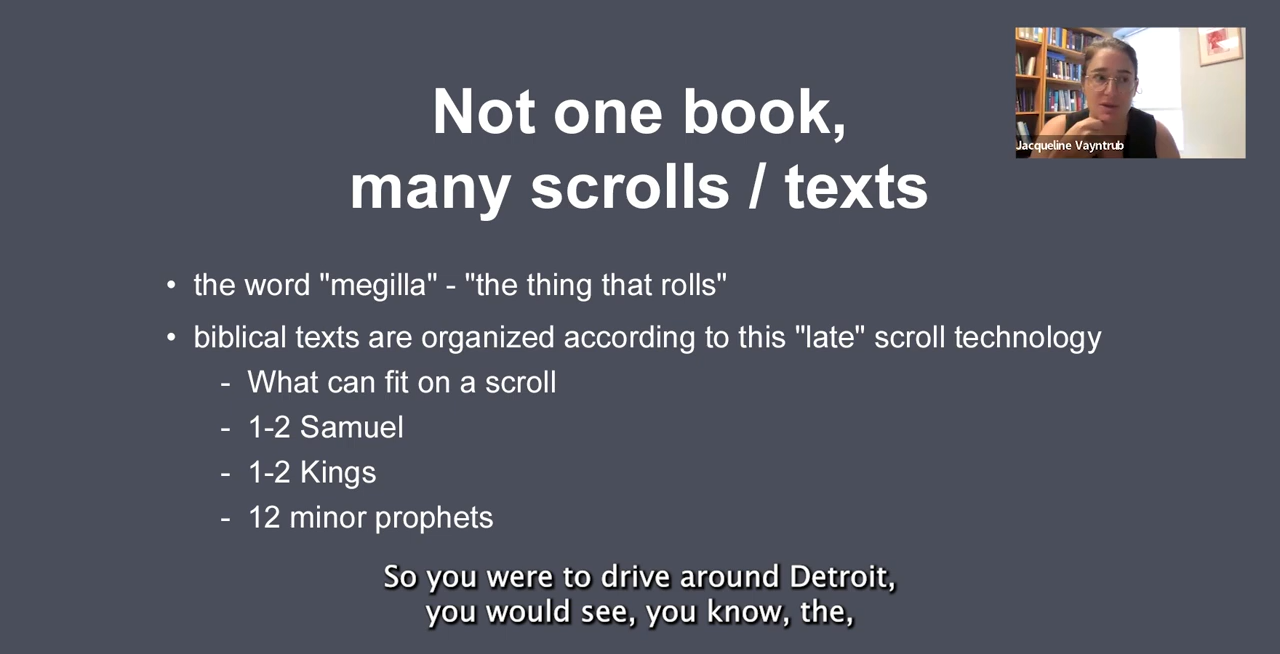 Not one book,
many scrolls / texts
Jacqueline Vayntrub
• the word "megilla" - "the thing that rolls"
• biblical texts are organized according to this "late" scroll technology
- What can fit on a scroll
- 1-2 Samuel
- 1-2 Kings
- 12 minor prophets
So you were to drive around Detroit,
you would see, you know, the,